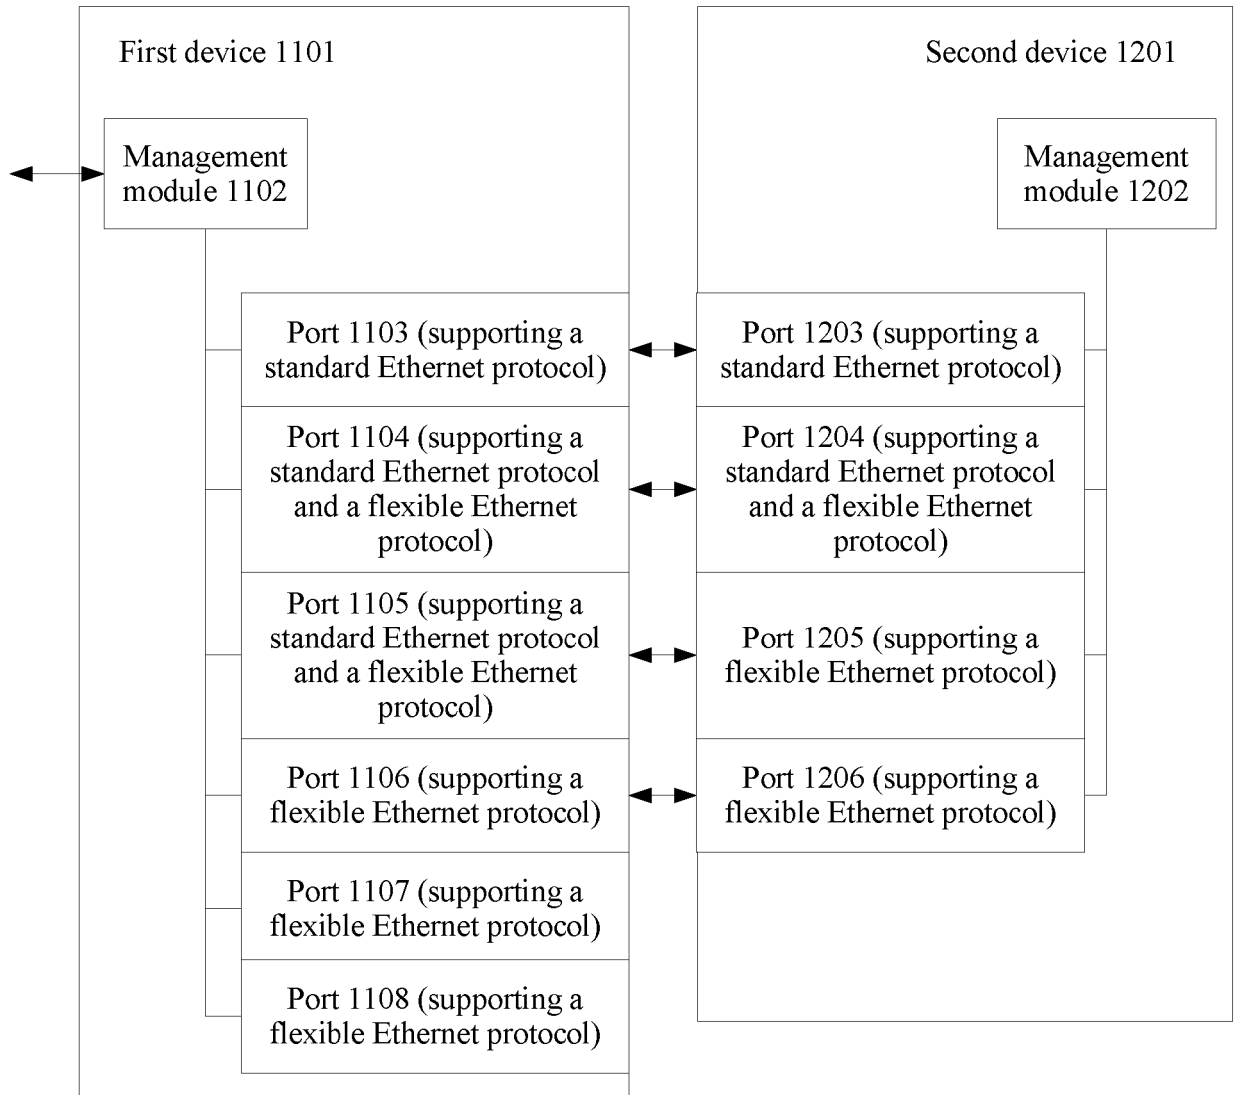 First device 1101
Second device 1201
Management
module 1102
Management
module 1202
Port 1103 (supporting a
standard Ethernet protocol)
Port 1203 (supporting a
standard Ethernet protocol)
Port 1104 (supporting a
standard Ethernet protocol
and a flexible Ethernet
protocol)
Port 1204 (supporting a
standard Ethernet protocol
and a flexible Ethernet
protocol)
Port 1105 (supporting a
standard Ethernet protocol
and a flexible Ethernet
protocol)
Port 1205 (supporting a
flexible Ethernet protocol)
Port 1106 (supporting a
flexible Ethernet protocol)
Port 1206 (supporting a
flexible Ethernet protocol)
Port 1107 (supporting a
flexible Ethernet protocol)
Port 1108 (supporting a
flexible Ethernet protocol)